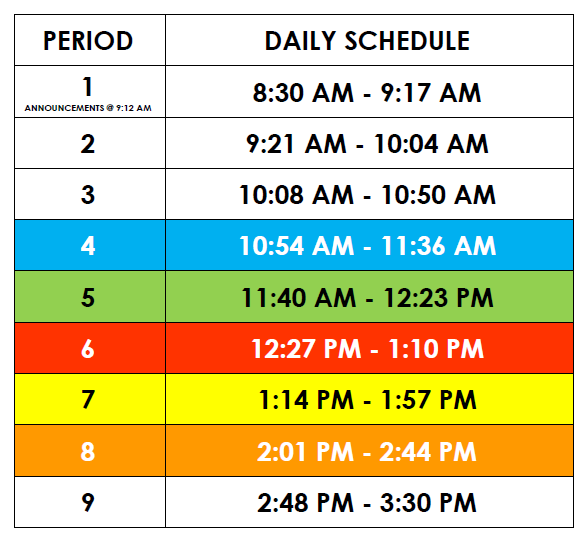 PERIOD DAILY SCHEDULE
1
ANNOUNCEMENTS @ 9:12 AM
8:30 AM - 9:17 AM
2 9:21 AM - 10:04 AM
3 10:08 AM - 10:50 AM
4 10:54 AM - 11:36 AM
5 11:40 AM - 12:23 PM
6 12:27 PM - 1:10 PM
7 1:14 PM - 1:57 PM
8 2:01 PM - 2:44 PM
9 2:48 PM - 3:30 PM